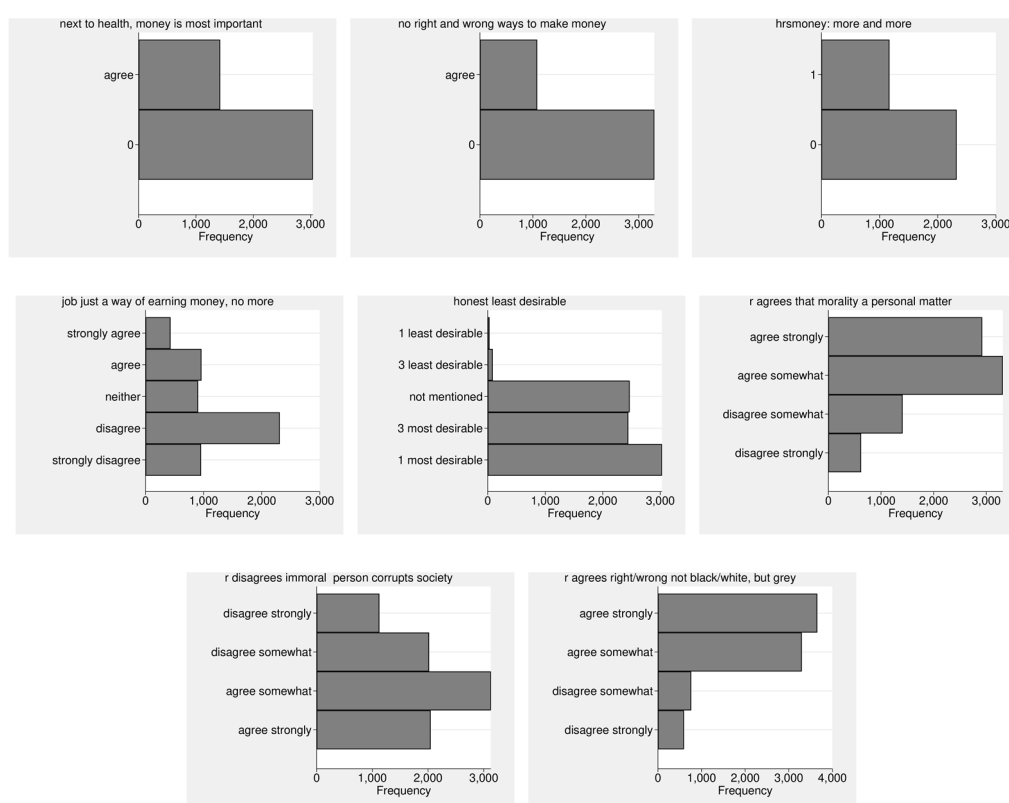 next to health, money is most important
agree
0
0 1,000 2,000 3,000
Frequency
no right and wrong ways to make money
agree
0
0 1,000 2,000 3,000
Frequency
hrsmoney: more and more
1
0
0 1,000 2,000 3,000
Frequency
job just a way of earning money, no more
strongly agree
agree
neither
disagree
strongly disagree
0 1,000 2,000 3,000
Frequency
honest least desirable
1 least desirable
3 least desirable
not mentioned
3 most desirable
1 most desirable
0 1,000 2,000 3,000
Frequency
r agrees that morality a personal matter
agree strongly
agree somewhat
disagree somewhat
disagree strongly
0 1,000 2,000 3,000
Frequency
r disagrees immoral  person corrupts society
disagree strongly
disagree somewhat
agree somewhat
agree strongly
0 1,000 2,000 3,000
Frequency
r agrees right/wrong not black/white, but grey
agree strongly
agree somewhat
disagree somewhat
disagree strongly
0 1,000 2,000 3,000 4,000
Frequency